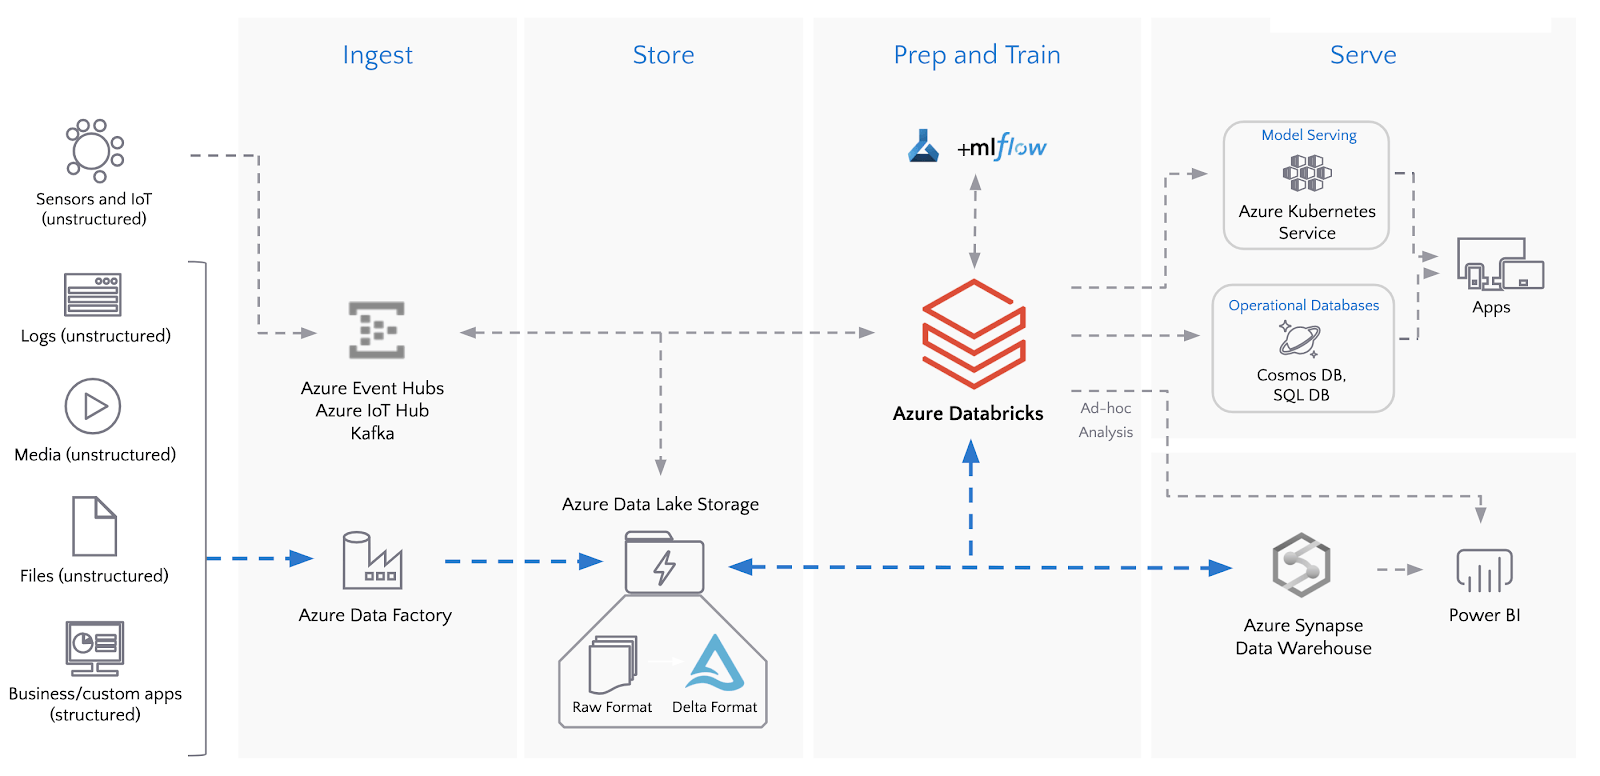 Ingest
Store
Prep and Train
Serve
Sensors and IoT
(unstructured)
Logs (unstructured)
Media (unstructured)
Files (unstructured)
Business/custom apps
(structured)
Azure Event Hubs
Azure IoT Hub
Kafka
Azure Data Factory
Azure Data Lake Storage
Raw Format
Delta Format
+mlflow
Azure Databricks
Ad-hoc
Analysis
Model Serving
Azure Kubernetes
Service
Operational Databases
Cosmos DB,
SQL DB
Apps
Azure Synapse
Data Warehouse
Power BI